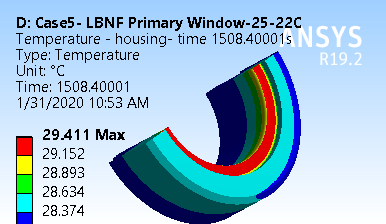 D: Case5- LBNF Primary Window-25-22C
Temperature - housing- time 1508.40001s
ANSYS
R19.2
Type: Temperature
Unit: °C
Time: 1508.40001
1/31/2020 10:53 AM
29.411 Max
29.152
28.893
28.634
28.374